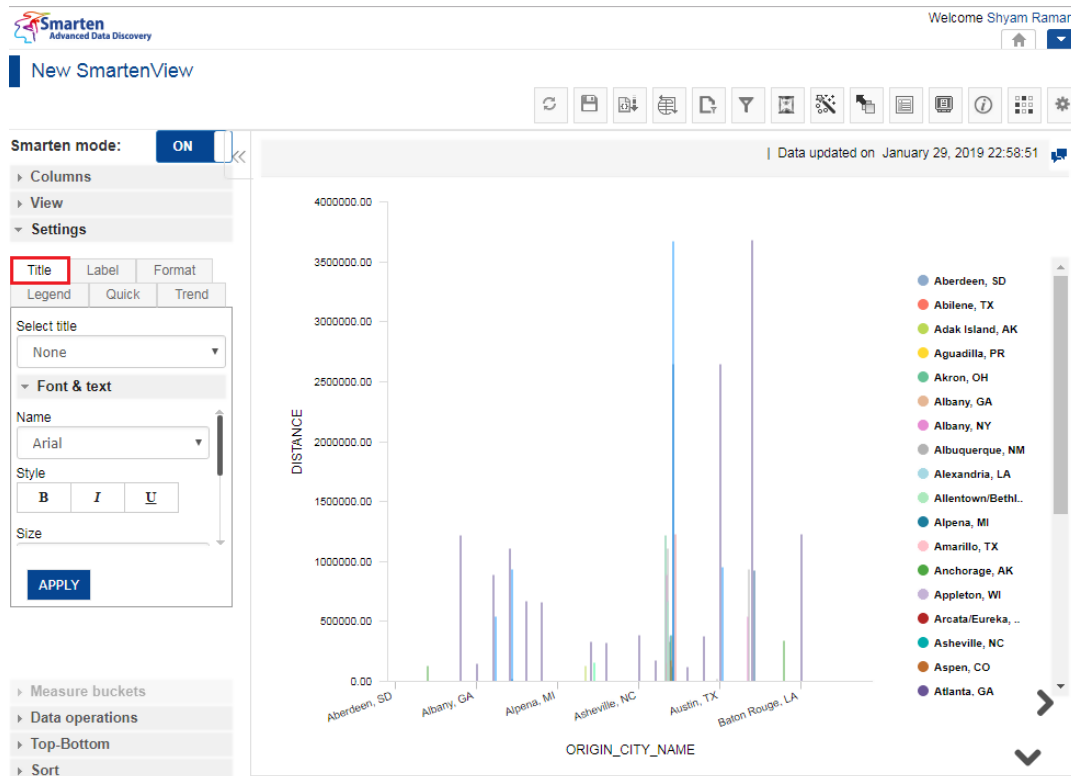 Smarten
Advanced Data Discovery
Welcome Shyam Raman
New SmartenView
Smarten mode: ON
| Data updated on January 29, 2019 22:58:51
Columns
View
Settings
Title Label Format
Legend Quick Trend
Select title
None
Font & text
Name
Arial
Style
B I U
Size
APPLY
Measure buckets
Data operations
Top-Bottom
Sort
4000000.00
3500000.00
3000000.00
2500000.00
2000000.00
1500000.00
1000000.00
500000.00
0.00
DISTANCE
Aberdeen, SD
Albany, GA
Alpena, MI
Asheville, NC
Austin, TX
Baton Rouge, LA
ORIGIN_CITY_NAME
Aberdeen, SD
Abilene, TX
Adak Island, AK
Aguadilla, PR
Akron, OH
Albany, GA
Albany, NY
Albuquerque, NM
Alexandria, LA
Allentown/Bethl..
Alpena, MI
Amarillo, TX
Anchorage, AK
Appleton, WI
Arcata/Eureka, ..
Asheville, NC
Aspen, CO
Atlanta, GA